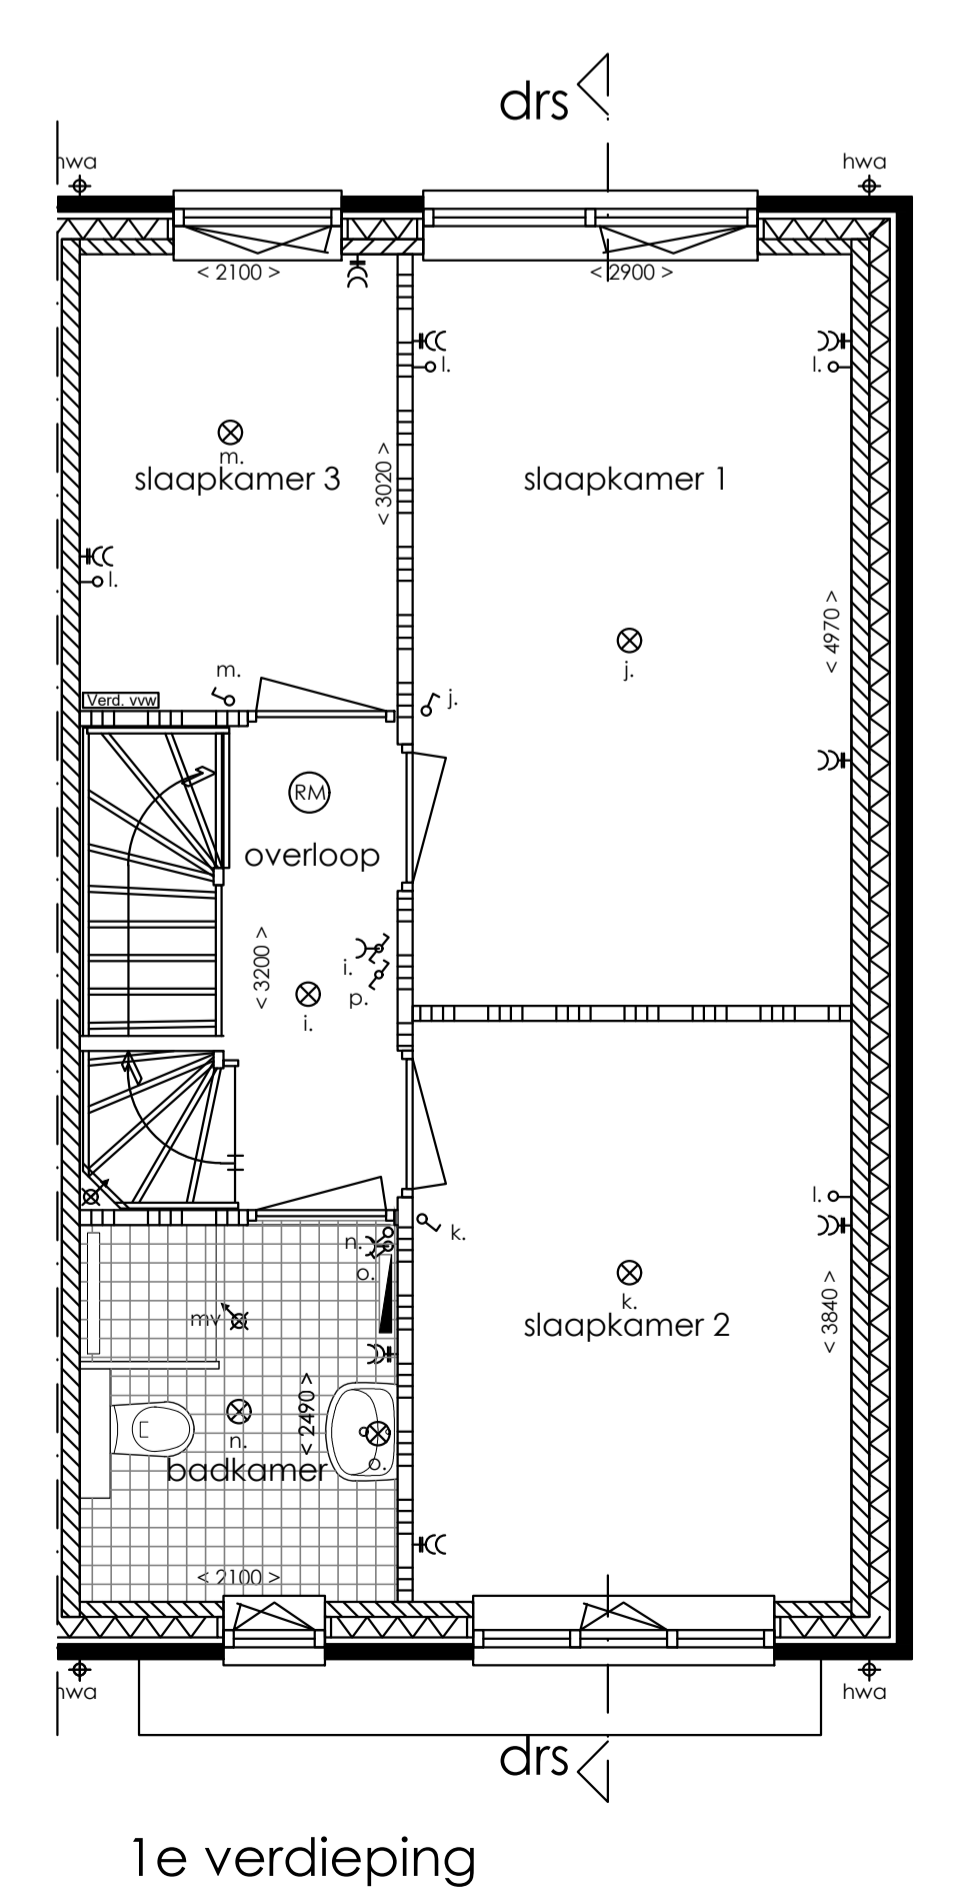 drs
hwa
hwa
< 2100 >
< 2900 >
l.
l.
m.
slaapkamer 3
< 3020 >
slaapkamer 1
l.
< 4970 >
j.
m.
j.
Verd. vvw
RM
overloop
< 3200 >
i.
p.
i.
l.
n.
k.
o.
k.
mv
slaapkamer 2
< 3840 >
< 2490 >
n.
o.
badkamer
< 2100 >
hwa
hwa
drs
1e verdieping